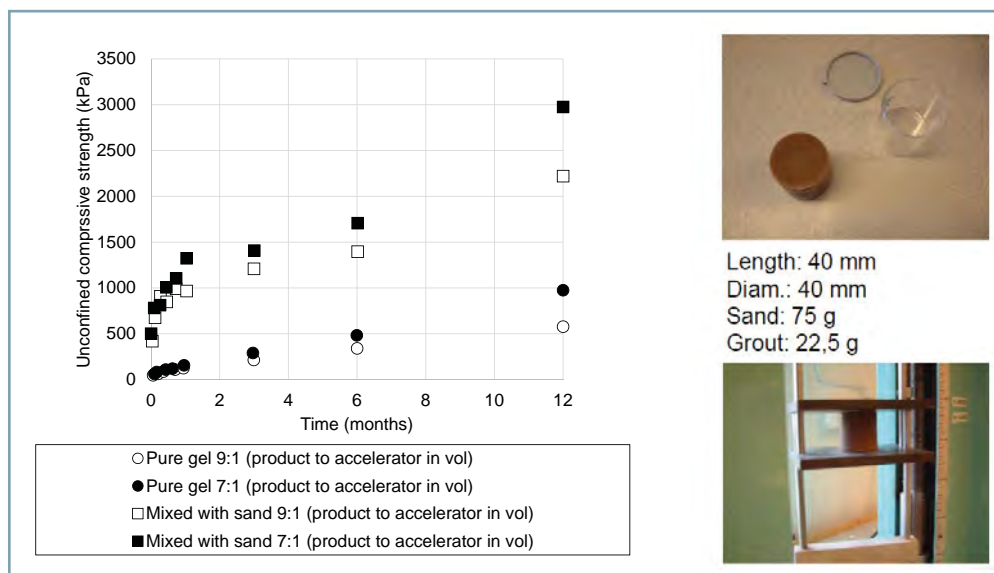 3500
3000
2500
2000
1500
1000
500
0
Unconfined comprssive strength (kPa)
0 2 4 6 8 10 12
Time (months)
Pure gel 9:1 (product to accelerator in vol)
Pure gel 7:1 (product to accelerator in vol)
Mixed with sand 9:1 (product to accelerator in vol)
Mixed with sand 7:1 (product to accelerator in vol)
Length: 40 mm
Diam.: 40 mm
Sand: 75 g
Grout: 22,5 g